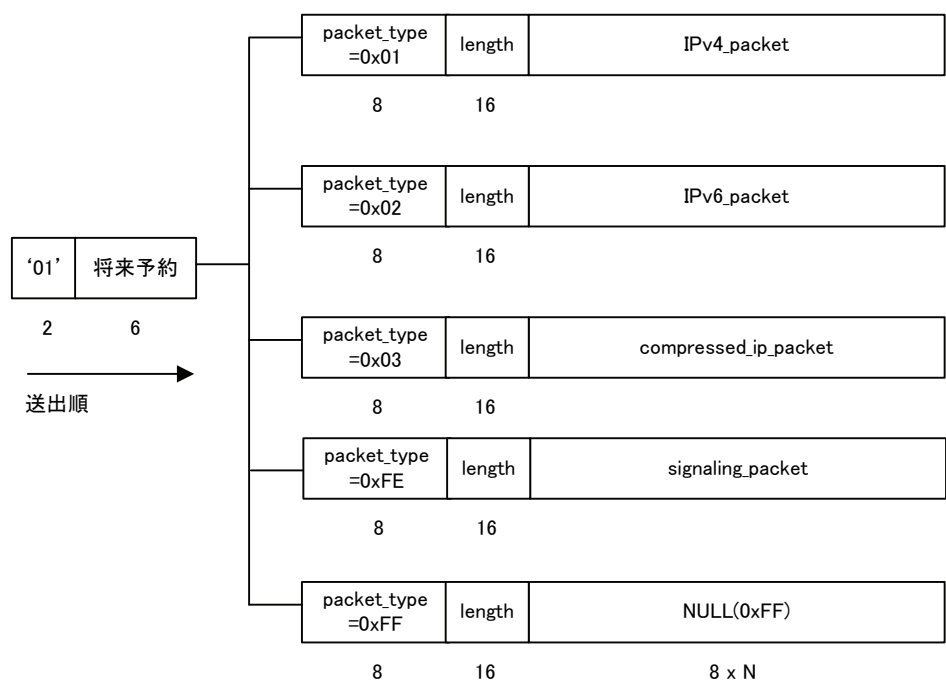 packet_type
=0x01
length
IPv4_packet
8
16
packet_type
=0x02
length
IPv6_packet
8
16
‘01’
将来予約
2
6
送出順
packet_type
=0x03
length
compressed_ip_packet
8
16
packet_type
=0xFE
length
signaling_packet
8
16
packet_type
=0xFF
length
NULL(0xFF)
8
16
8 x N